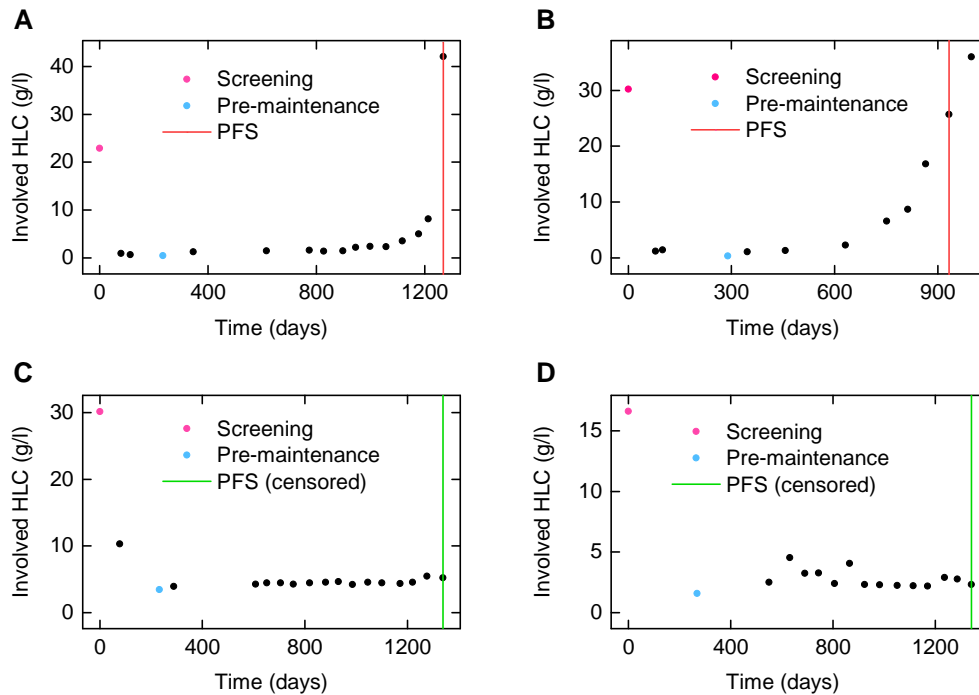 A
Involved HLC (g/l)
40
30
20
10
0
Screening
Pre-maintenance
PFS
0 400 800 1200
Time (days)
B
Involved HLC (g/l)
30
20
10
0
Screening
Pre-maintenance
PFS
0 300 600 900
Time (days)
C
Involved HLC (g/l)
30
20
10
0
Screening
Pre-maintenance
PFS (censored)
0 400 800 1200
Time (days)
D
Involved HLC (g/l)
15
10
5
0
Screening
Pre-maintenance
PFS (censored)
0 400 800 1200
Time (days)